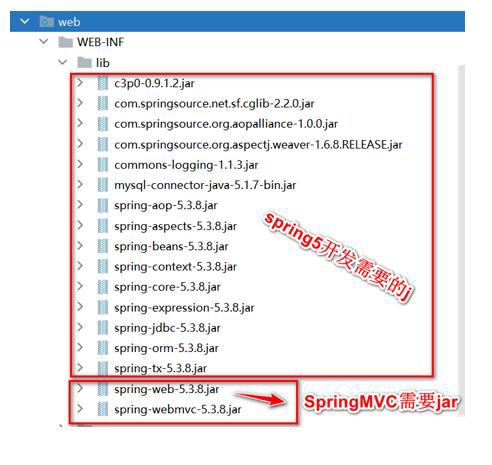 web
WEB-INF
lib
c3p0-0.9.1.2.jar
com.springsource.net.sf.cglib-2.2.0.jar
com.springsource.org.aopalliance-1.0.0.jar
com.springsource.org.aspectj.weaver-1.6.8.RELEASE.jar
commons-logging-1.1.3.jar
mysql-connector-java-5.1.7-bin.jar
spring-aop-5.3.8.jar
spring-aspects-5.3.8.jar
spring-beans-5.3.8.jar
spring-context-5.3.8.jar
spring-core-5.3.8.jar
spring-expression-5.3.8.jar
spring-jdbc-5.3.8.jar
spring-orm-5.3.8.jar
spring-tx-5.3.8.jar
spring5开发需要的j
spring-web-5.3.8.jar
spring-webmvc-5.3.8.jar
SpringMVC需要jar